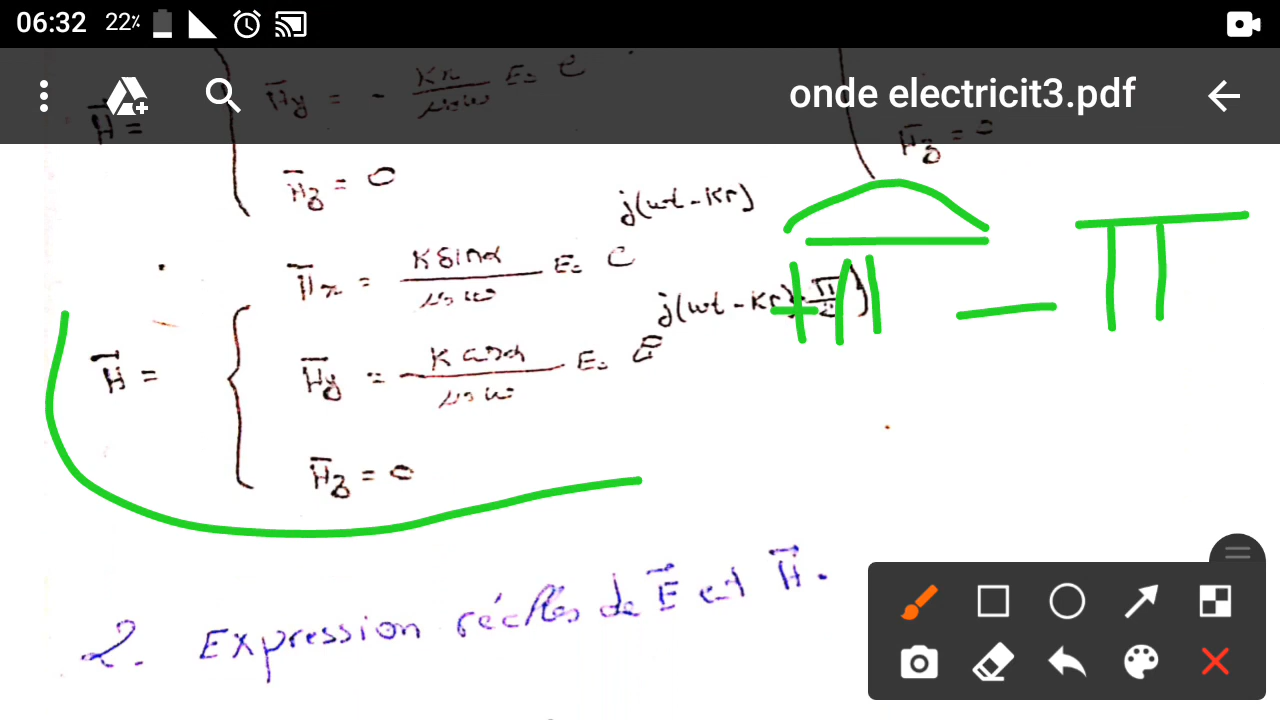 06:32 22%
onde electricit3.pdf
H̄y = - Kx/μ₀ω E₀ e
H⃗ =
H̄z = 0
H̄z = 0
H̄x = K sinα/μ₀ω E₀ e^j(ωt - Kr)
H⃗ =
H̄y = - K cosα/μ₀ω E₀ e^j(ωt - Kr)
+π - π
H̄z = 0
2. Expression réelles de E⃗ et H⃗.